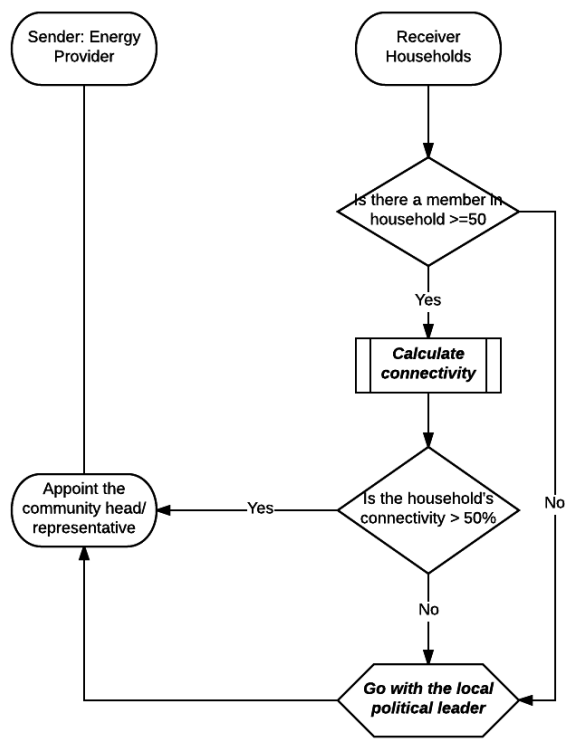 Sender: Energy
Provider
Receiver
Households
Is there a member in
household >=50
Yes
Calculate
connectivity
Is the household's
connectivity > 50%
Yes
Appoint the
community head/
representative
No
No
Go with the local
political leader